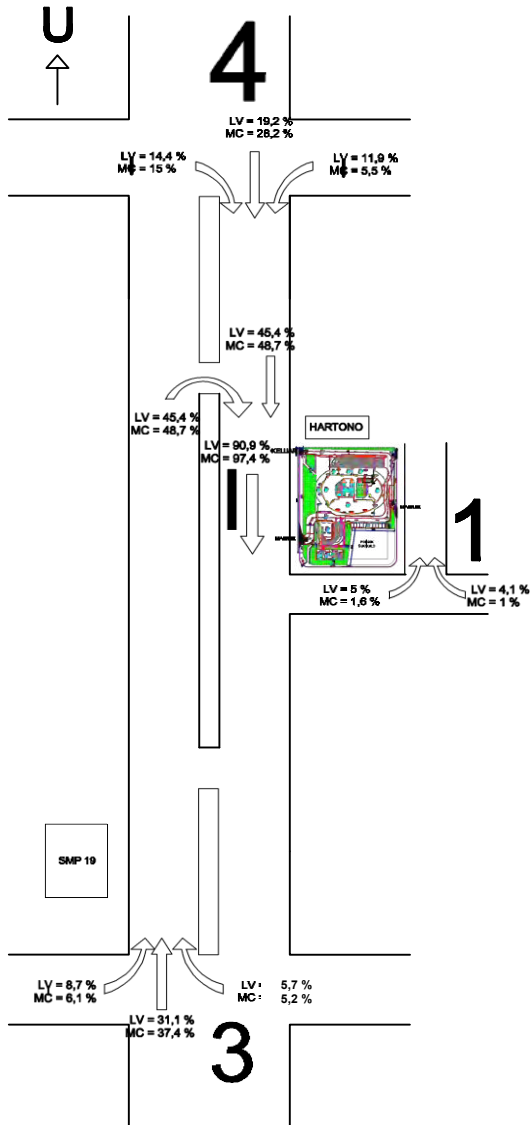 U
4
LV = 19,2 %
MC = 28,2 %
LV = 14,4 %
MC = 15 %
LV = 11,9 %
MC = 5,5 %
LV = 45,4 %
MC = 48,7 %
LV = 45,4 %
MC = 48,7 %
HARTONO
LV = 90,9 %
MC = 97,4 %
KELUAR
MASUK
MASUK
1
LV = 5 %
MC = 1,6 %
LV = 4,1 %
MC = 1 %
SMP 19
LV = 8,7 %
MC = 6,1 %
LV : 5,7 %
MC : 5,2 %
LV = 31,1 %
MC = 37,4 %
3